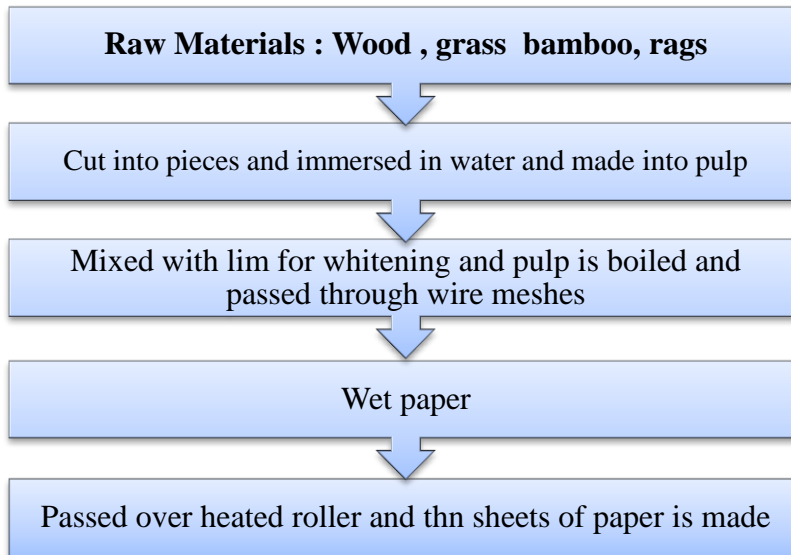 Raw Materials : Wood , grass  bamboo, rags
Cut into pieces and immersed in water and made into pulp
Mixed with lim for whitening and pulp is boiled and
passed through wire meshes
Wet paper
Passed over heated roller and thn sheets of paper is made